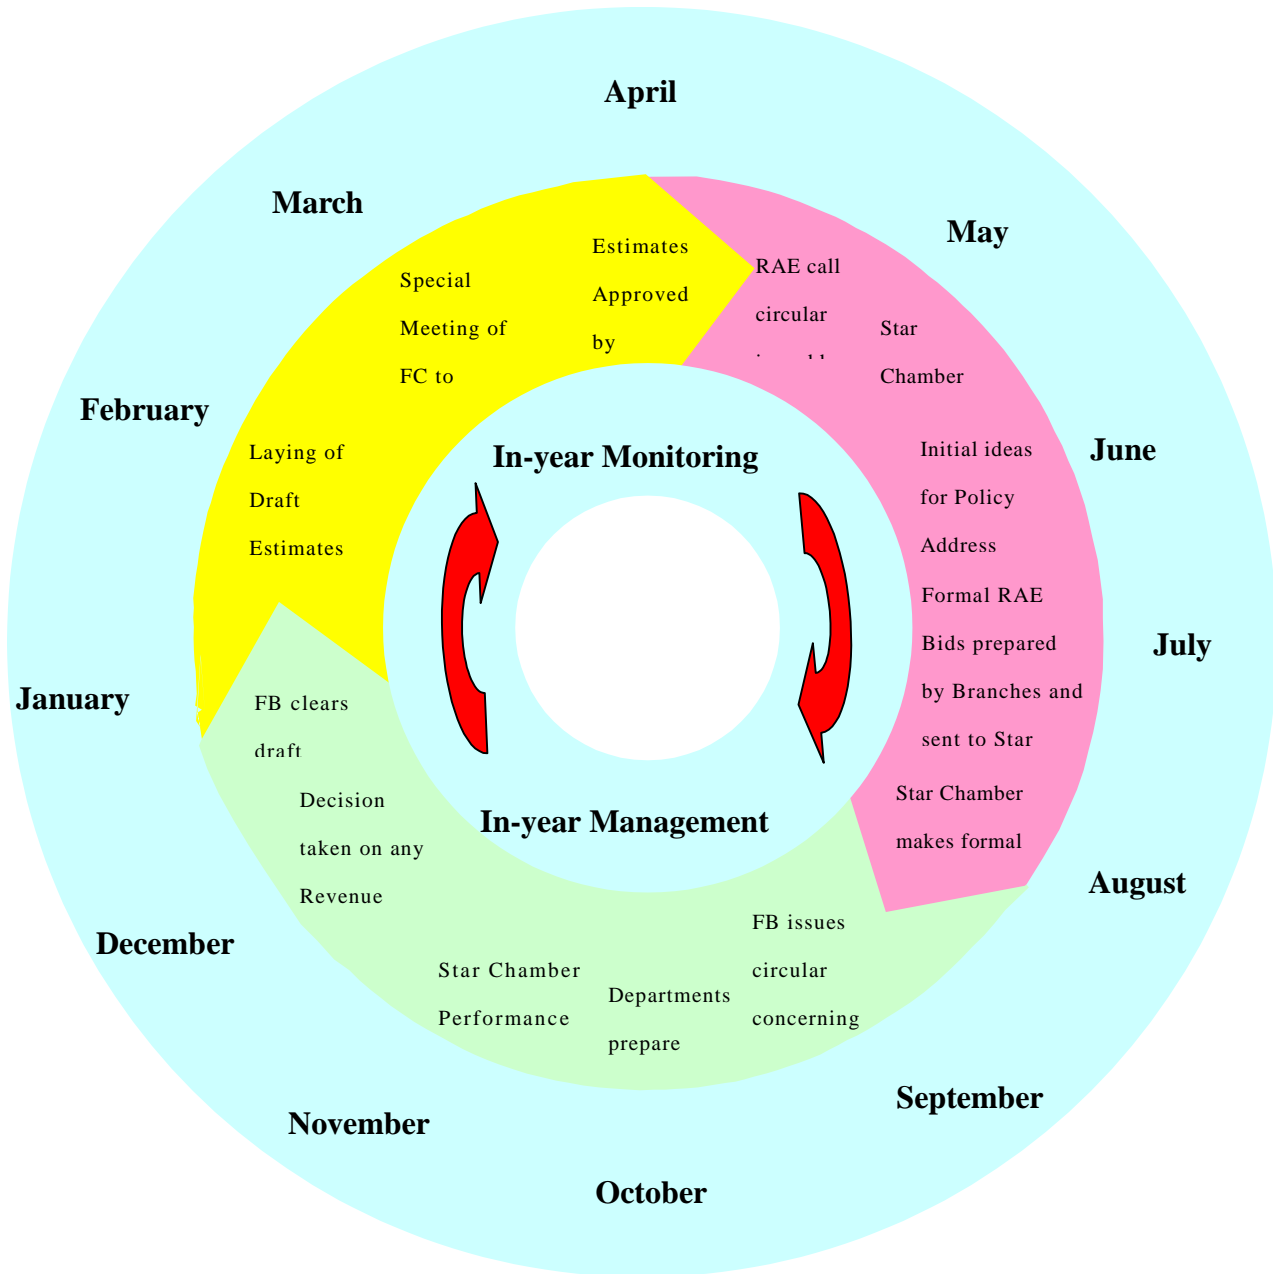 April
March
May
Estimates
Approved
by
RAE call
circular
Special
Meeting of
FC to
Star
Chamber
February
Laying of
Draft
Estimates
In-year Monitoring
Initial ideas
for Policy
Address
June
Formal RAE
Bids prepared
by Branches and
sent to Star
July
January
FB clears
draft
Decision
taken on any
Revenue
In-year Management
Star Chamber
makes formal
August
December
FB issues
circular
concerning
Star Chamber
Performance
Departments
prepare
September
November
October